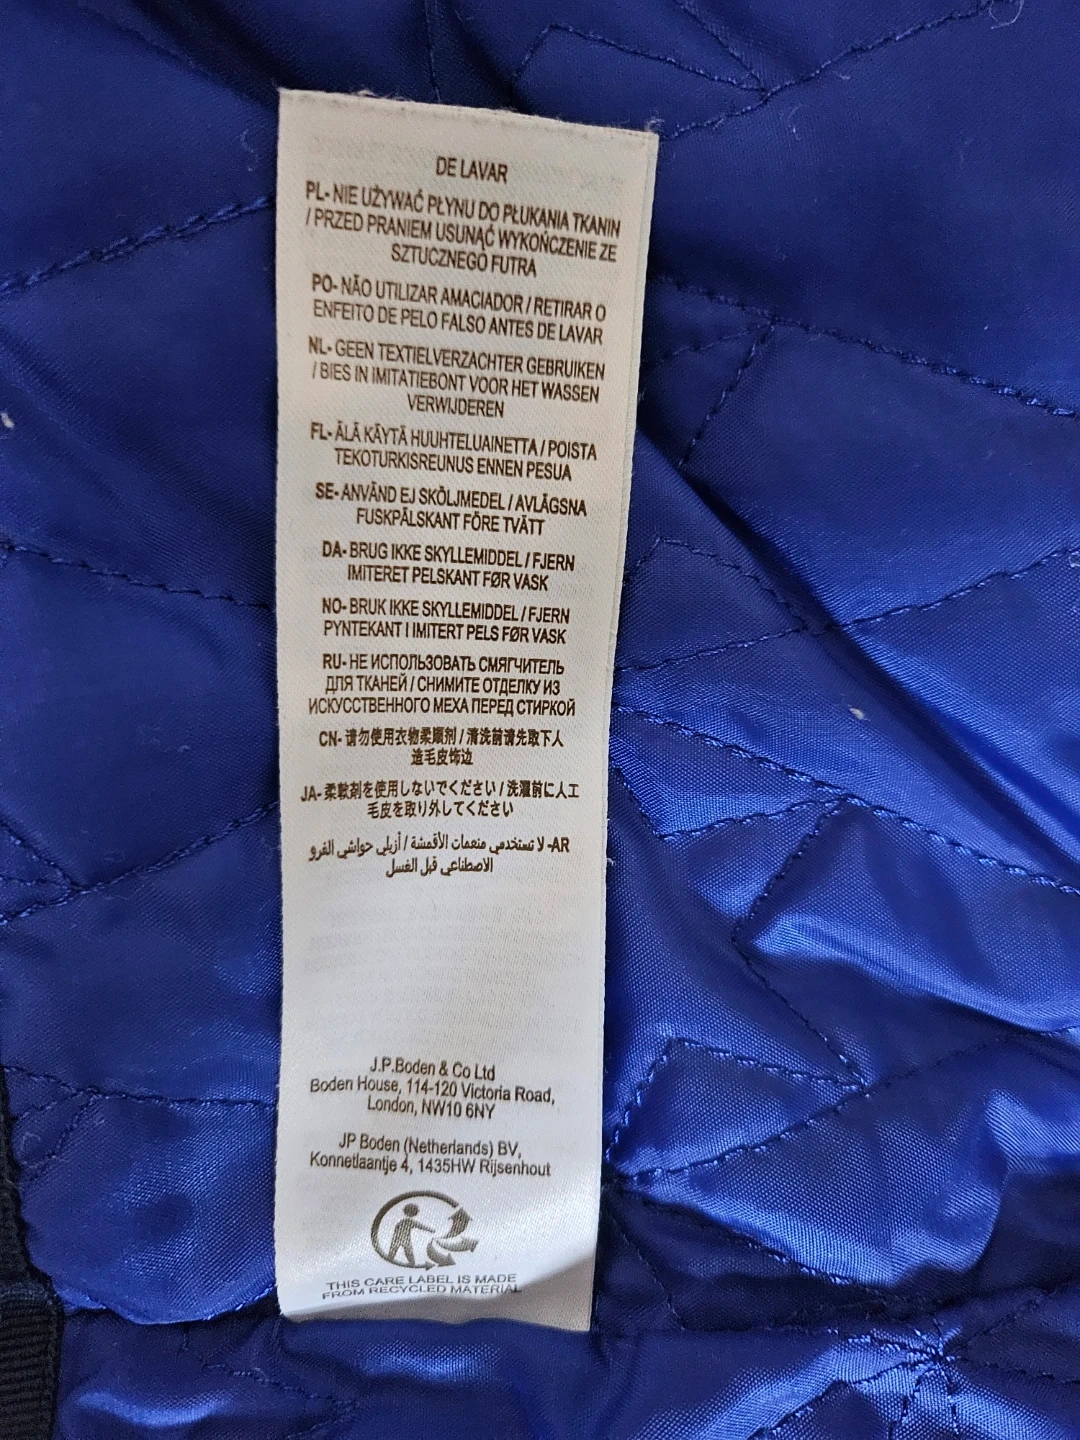 DE LAVAR
PL- NIE UŻYWAĆ PŁYNU DO PŁUKANIA TKANIN
/ PRZED PRANIEM USUNĄĆ WYKOŃCZENIE ZE
SZTUCZNEGO FUTRA
PO- NÃO UTILIZAR AMACIADOR / RETIRAR O
ENFEITO DE PELO FALSO ANTES DE LAVAR
NL- GEEN TEXTIELVERZACHTER GEBRUIKEN
/ BIES IN IMITATIEBONT VOOR HET WASSEN
VERWIJDEREN
FL- ÄLÄ KÄYTÄ HUUHTELUAINETTA / POISTA
TEKOTURKISREUNUS ENNEN PESUA
SE- ANVÄND EJ SKÖLJMEDEL / AVLÄGSNA
FUSKPÄLSKANT FÖRE TVÄTT
DA- BRUG IKKE SKYLLEMIDDEL / FJERN
IMITERET PELSKANT FØR VASK
NO- BRUK IKKE SKYLLEMIDDEL / FJERN
PYNTEKANT I IMITERT PELS FØR VASK
RU- НЕ ИСПОЛЬЗОВАТЬ СМЯГЧИТЕЛЬ
ДЛЯ ТКАНЕЙ / СНИМИТЕ ОТДЕЛКУ ИЗ
ИСКУССТВЕННОГО МЕХА ПЕРЕД СТИРКОЙ
CN- 请勿使用衣物柔顺剂 / 清洗前请先取下人
造毛皮饰边
JA- 柔軟剤を使用しないでください / 洗濯前に人工
毛皮を取り外してください
AR- لا تستخدمي منعمات الأقمشة / أزيلي حواشي الفرو
الاصطناعي قبل الغسل
J.P.Boden & Co Ltd
Boden House, 114-120 Victoria Road,
London, NW10 6NY
JP Boden (Netherlands) BV,
Konnetlaantje 4, 1435HW Rijsenhout
THIS CARE LABEL IS MADE
FROM RECYCLED MATERIAL